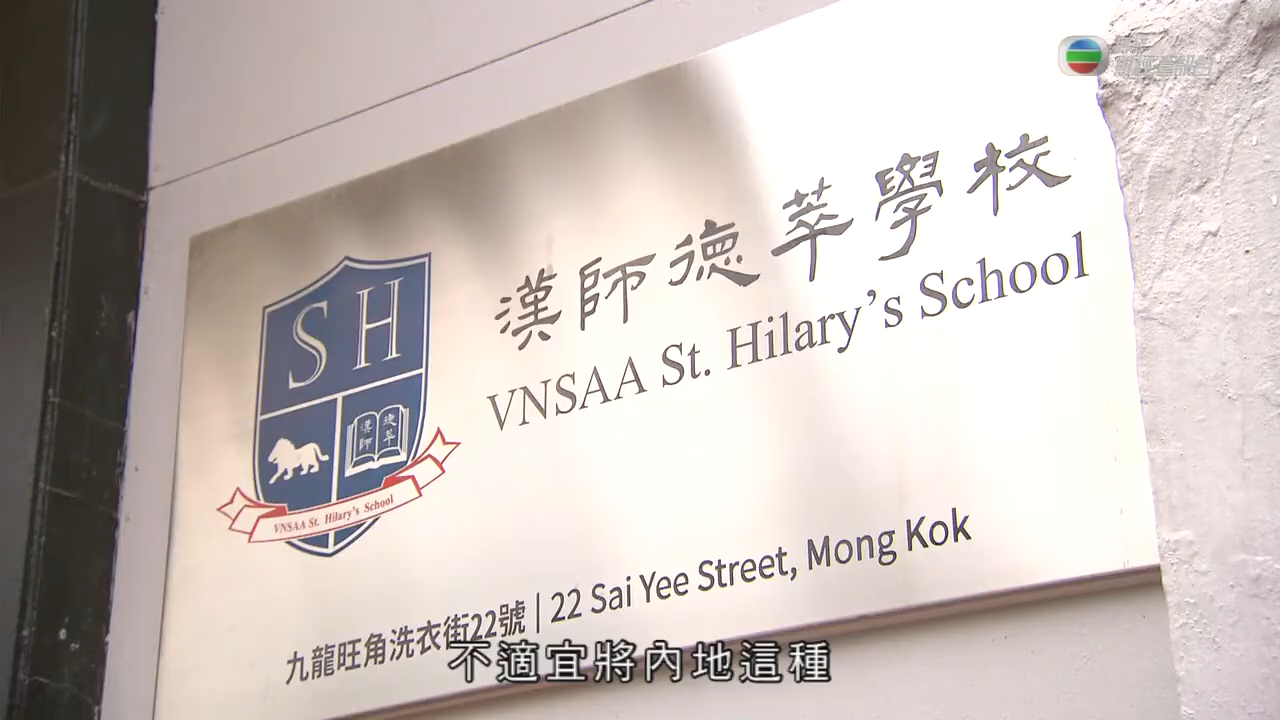 漢師德萃學校
VNSAA St. Hilary's School
SH
漢師
德萃
VNSAA St. Hilary's School
九龍旺角洗衣街22號 | 22 Sai Yee Street, Mong Kok
不適宜將內地這種